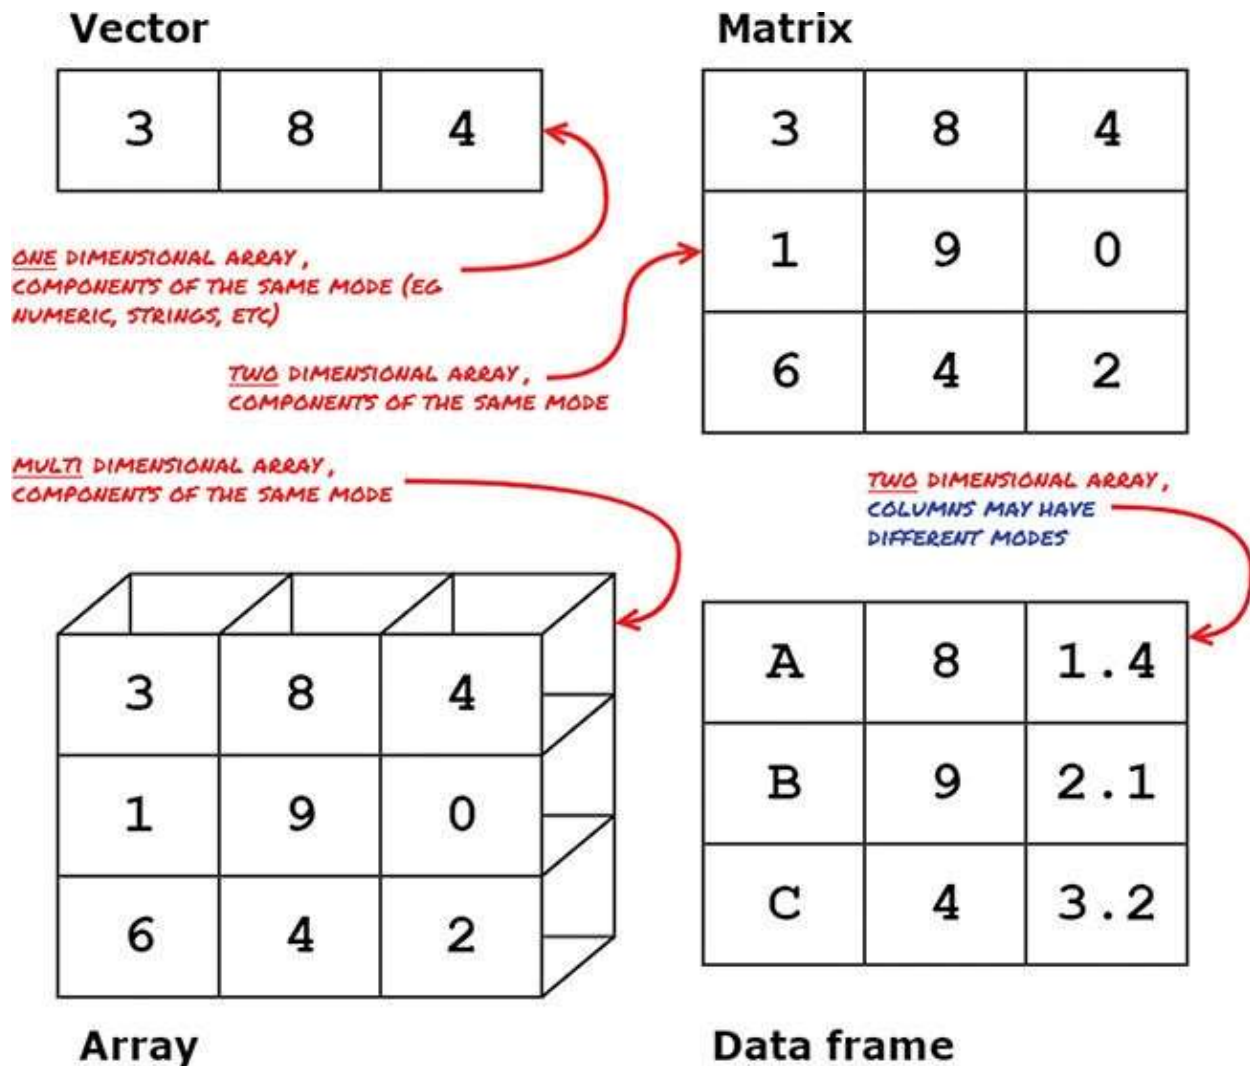 Vector
3 8 4
ONE DIMENSIONAL ARRAY,
COMPONENTS OF THE SAME MODE (EG
NUMERIC, STRINGS, ETC)
Matrix
3 8 4
1 9 0
6 4 2
TWO DIMENSIONAL ARRAY,
COMPONENTS OF THE SAME MODE
MULTI DIMENSIONAL ARRAY,
COMPONENTS OF THE SAME MODE
3 8 4
1 9 0
6 4 2
Array
TWO DIMENSIONAL ARRAY,
COLUMNS MAY HAVE
DIFFERENT MODES
A 8 1.4
B 9 2.1
C 4 3.2
Data frame